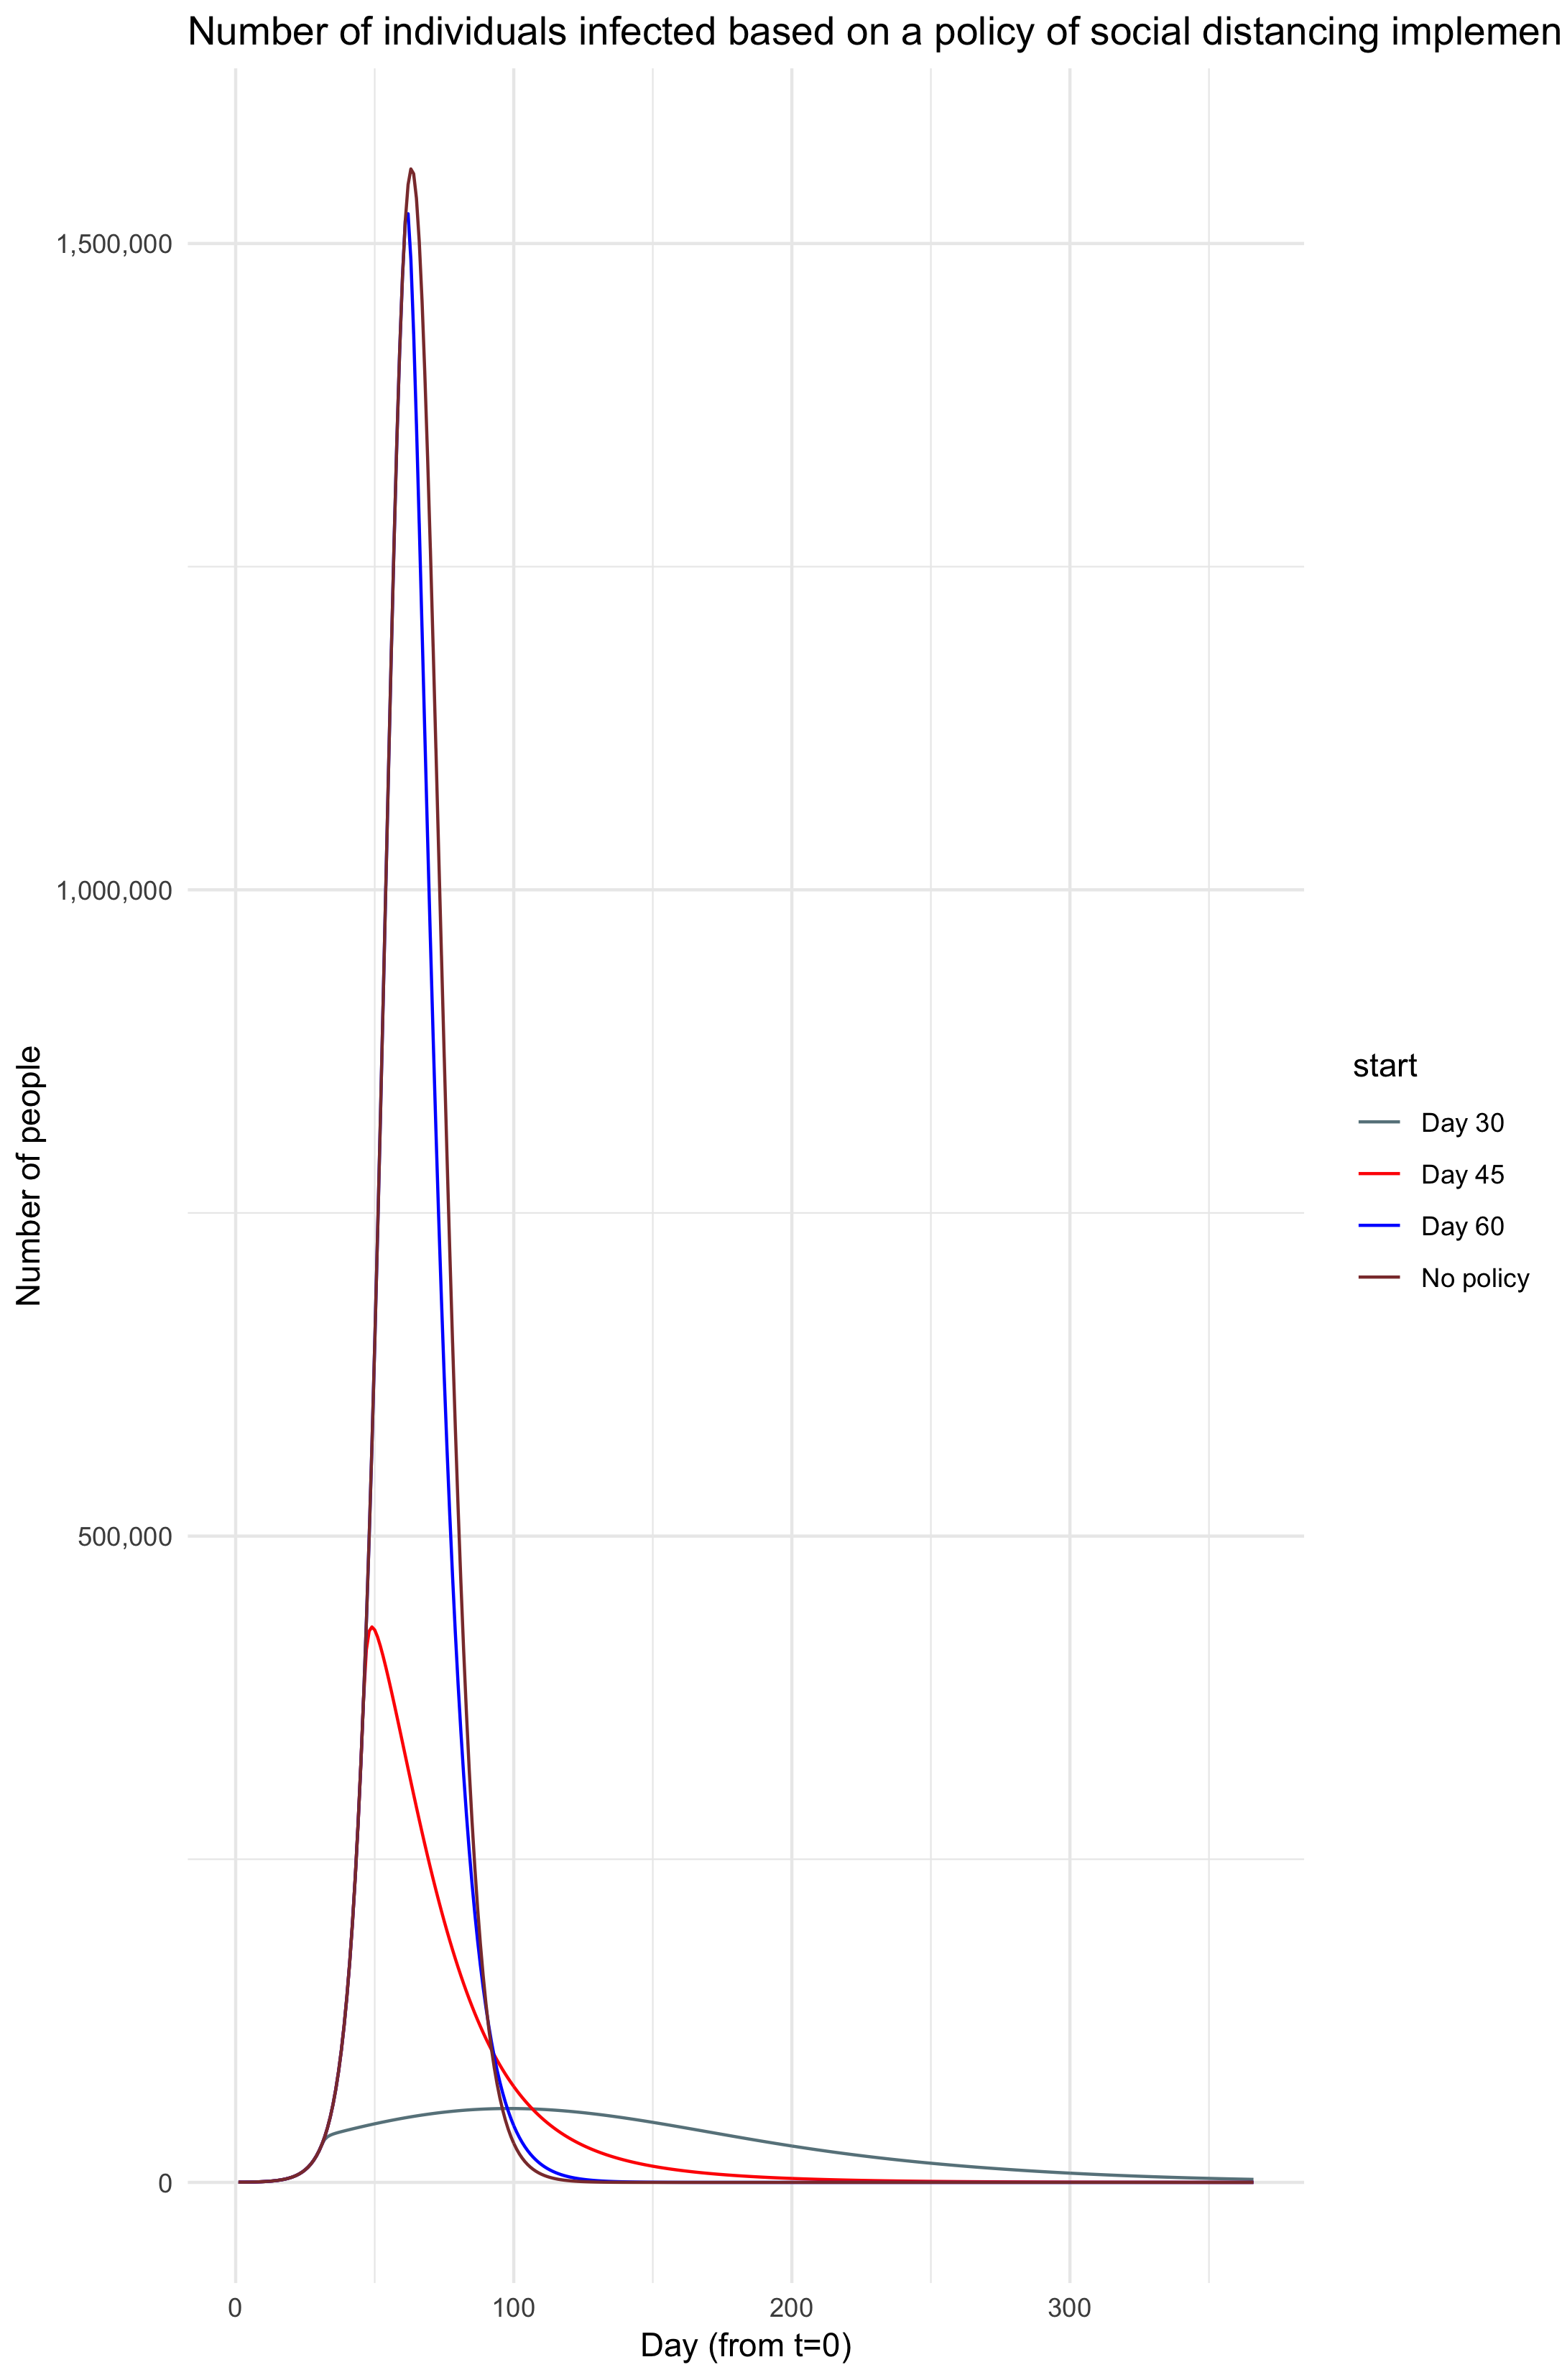 Number of individuals infected based on a policy of social distancing implemen
1,500,000
1,000,000
500,000
0
Number of people
0 100 200 300
Day (from t=0)
start
Day 30
Day 45
Day 60
No policy